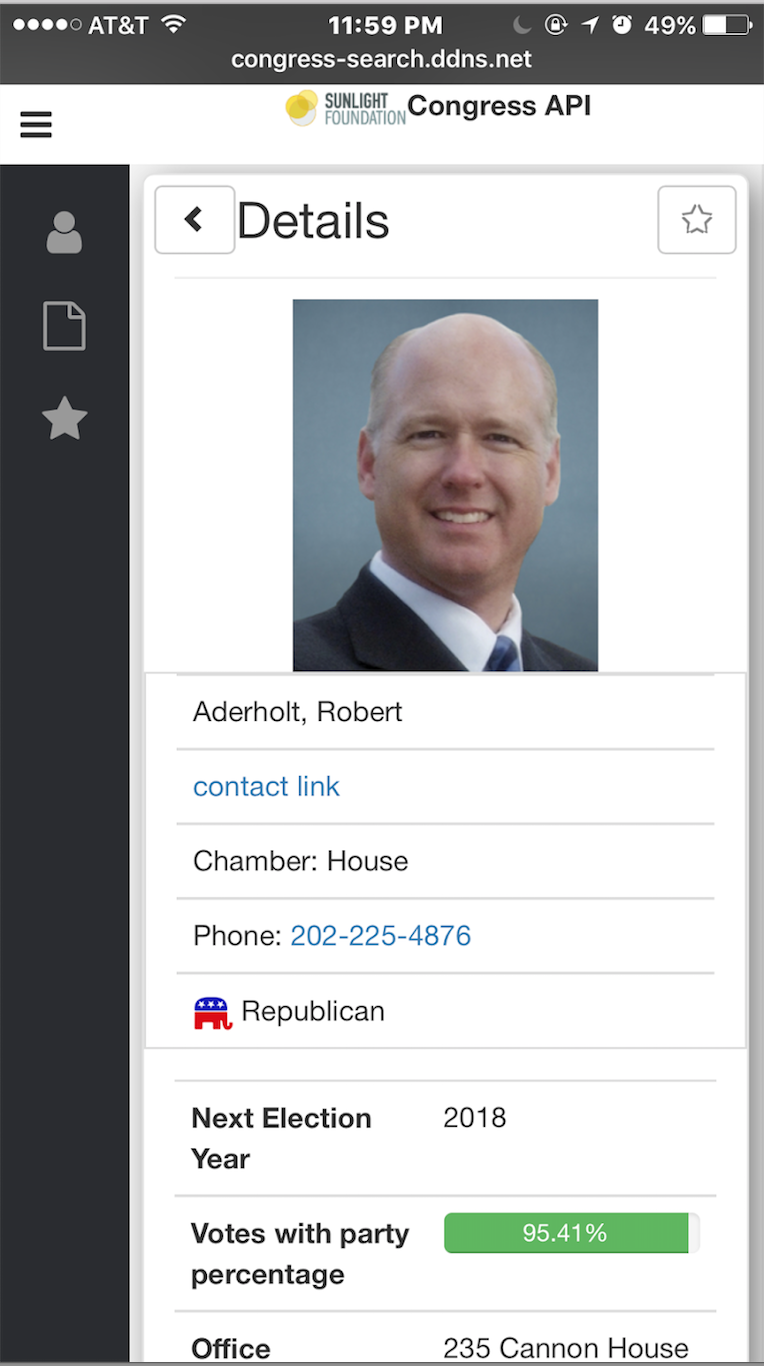 AT&T 11:59 PM 49%
congress-search.ddns.net
SUNLIGHT
FOUNDATION Congress API
Details
Aderholt, Robert
contact link
Chamber: House
Phone: 202-225-4876
Republican
Next Election 2018
Year
Votes with party 95.41%
percentage
Office 235 Cannon House